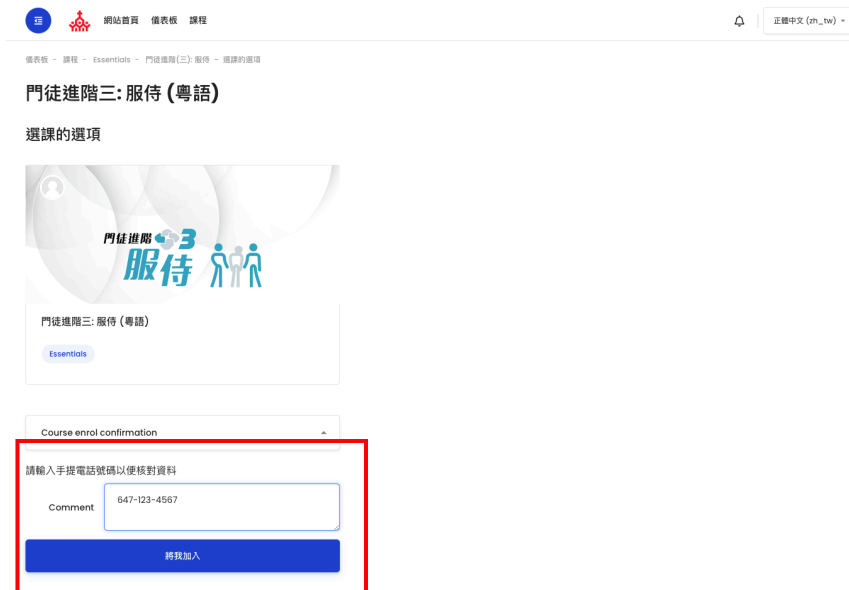 網站首頁 儀表板 課程
正體中文 (zh_tw)
儀表板 - 課程 - Essentials - 門徒進階(三): 服侍 - 選課的選項
門徒進階三: 服侍 (粵語)
選課的選項
門徒進階 3
服侍
門徒進階三: 服侍 (粵語)
Essentials
Course enrol confirmation
請輸入手提電話號碼以便核對資料
Comment
647-123-4567
將我加入